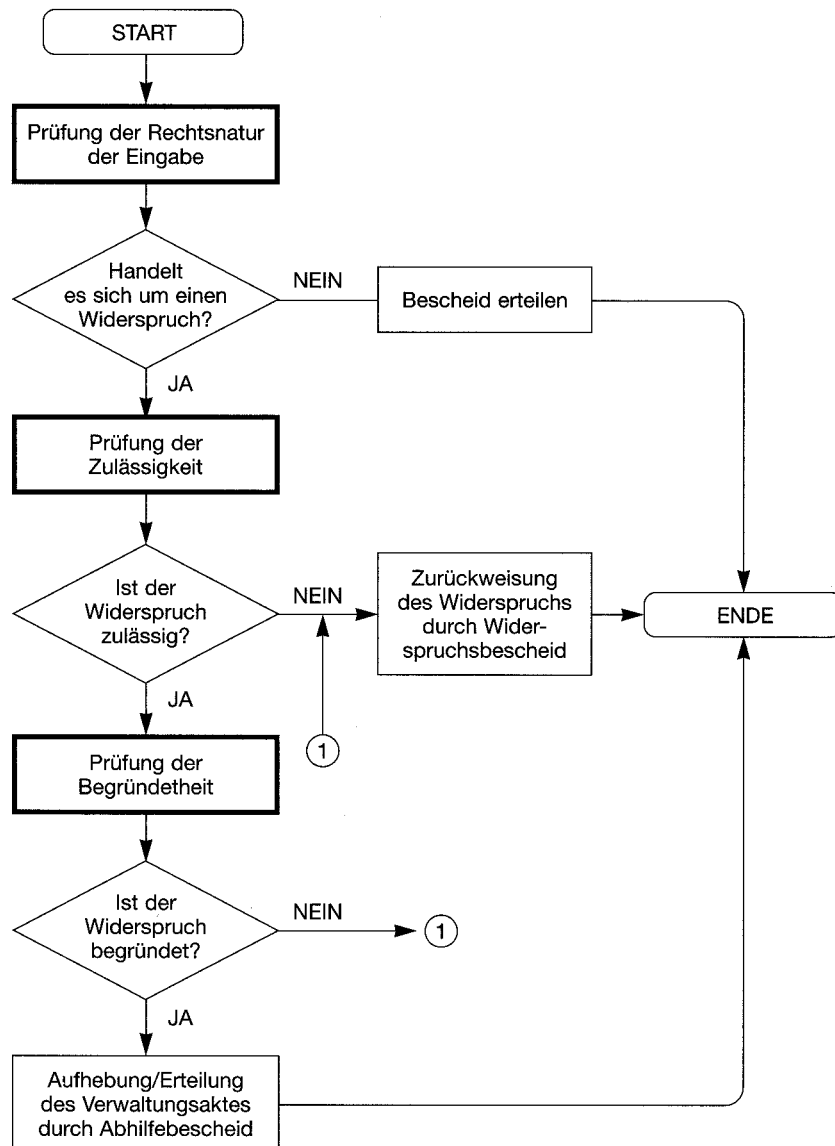 START
Prüfung der Rechtsnatur
der Eingabe
Handelt
es sich um einen
Widerspruch?
NEIN
Bescheid erteilen
JA
Prüfung der
Zulässigkeit
Ist der
Widerspruch
zulässig?
NEIN
Zurückweisung
des Widerspruchs
durch Wider-
spruchsbescheid
ENDE
JA
1
Prüfung der
Begründetheit
Ist der
Widerspruch
begründet?
NEIN
1
JA
Aufhebung/Erteilung
des Verwaltungsaktes
durch Abhilfebescheid